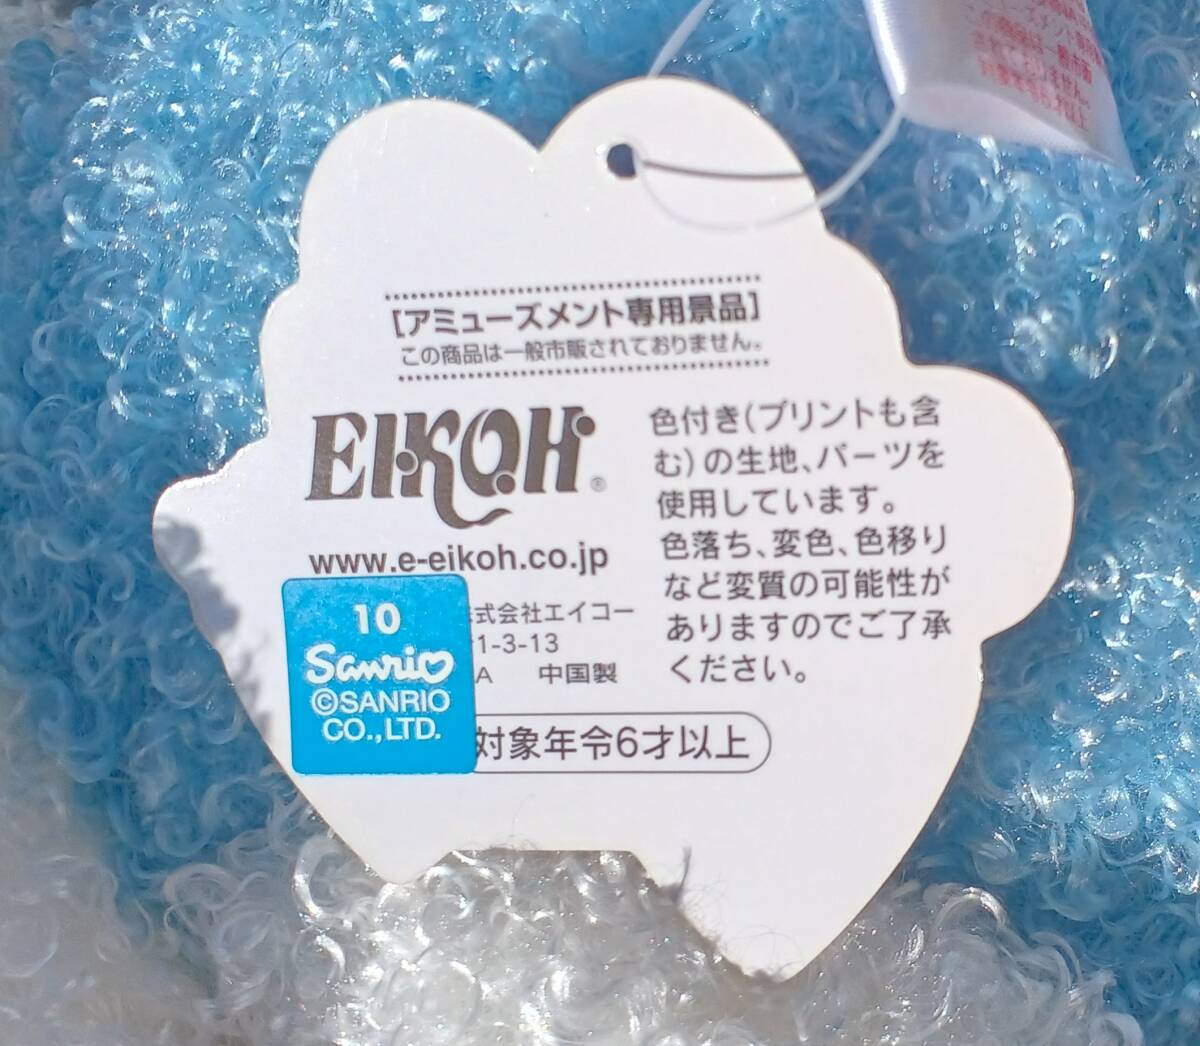 [アミューズメント専用景品]
この商品は一般市販されておりません。
EIKOH®
www.e-eikoh.co.jp
式会社エイコー
1-3-13
A 中国製
10
Sanrio
©SANRIO
CO.,LTD.
対象年令6才以上
色付き(プリントも含
む)の生地、パーツを
使用しています。
色落ち、変色、色移り
など変質の可能性が
ありますのでご了承
ください。